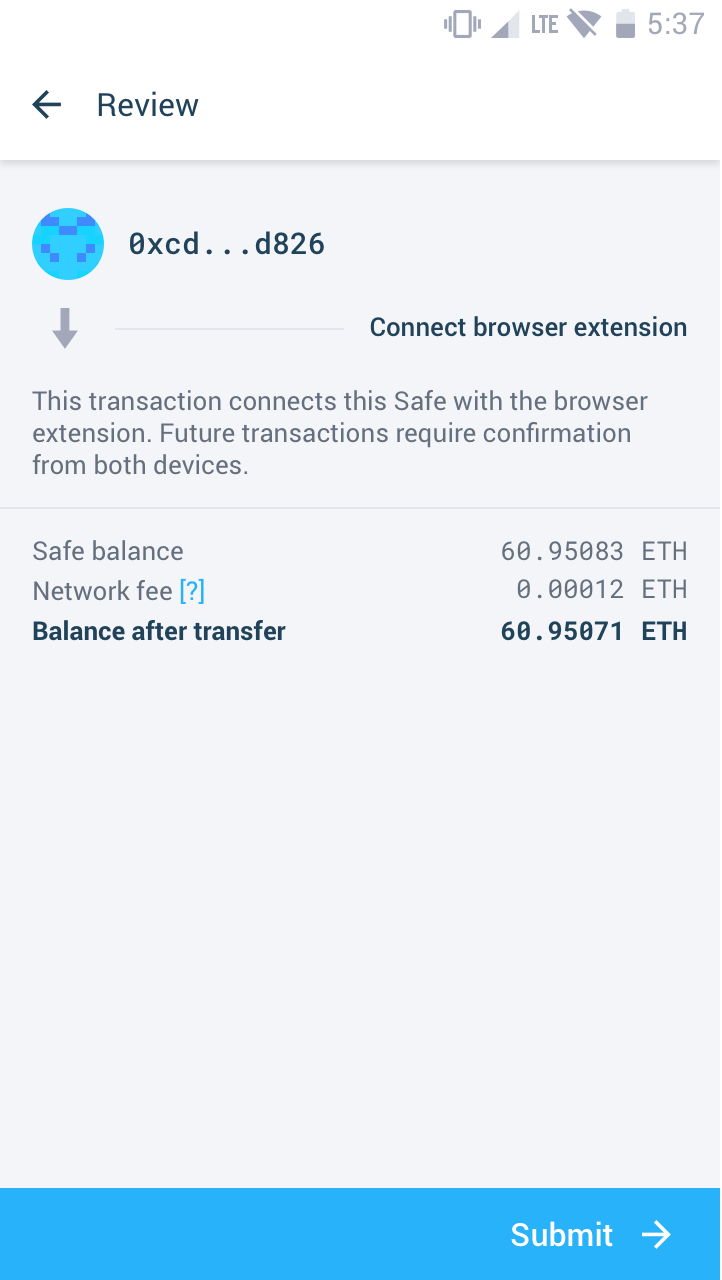 LTE 5:37
Review
0xcd...d826
Connect browser extension
This transaction connects this Safe with the browser
extension. Future transactions require confirmation
from both devices.
Safe balance 60.95083 ETH
Network fee [?] 0.00012 ETH
Balance after transfer 60.95071 ETH
Submit